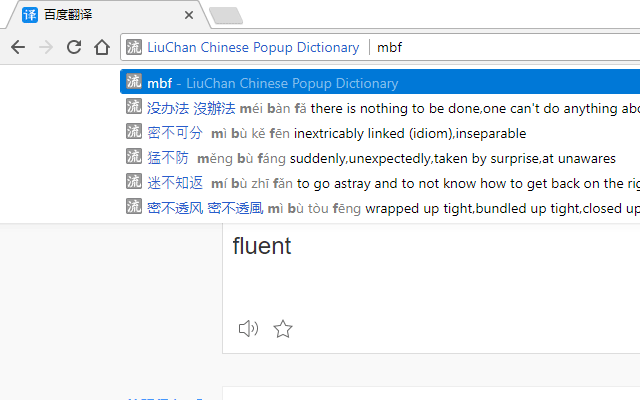 译 百度翻译
流 LiuChan Chinese Popup Dictionary | mbf
流 mbf - LiuChan Chinese Popup Dictionary
流 没办法 沒辦法 méi bàn fǎ there is nothing to be done,one can't do anything abo
流 密不可分 mì bù kě fēn inextricably linked (idiom),inseparable
流 猛不防 měng bù fáng suddenly,unexpectedly,taken by surprise,at unawares
流 迷不知返 mí bù zhī fǎn to go astray and to not know how to get back on the rig
流 密不透风 密不透風 mì bù tòu fēng wrapped up tight,bundled up tight,closed up
fluent